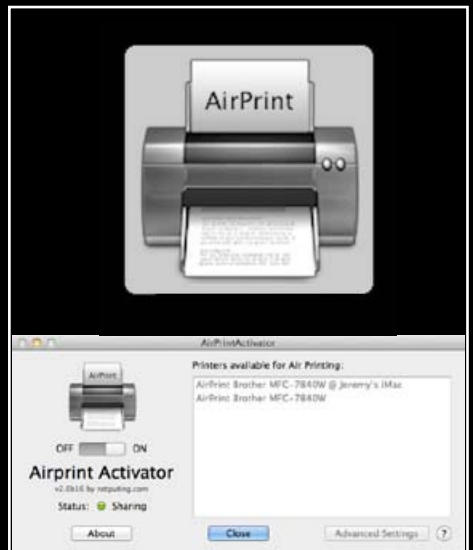 AirPrint
AirPrintActivator
AirPrint
OFF ON
Airprint Activator
v2.0b16 by netputing.com
Status: Sharing
About
Printers available for Air Printing:
AirPrint Brother MFC-7840W @ Jeremy's iMac
AirPrint Brother MFC-7840W
Close
Advanced Settings ?